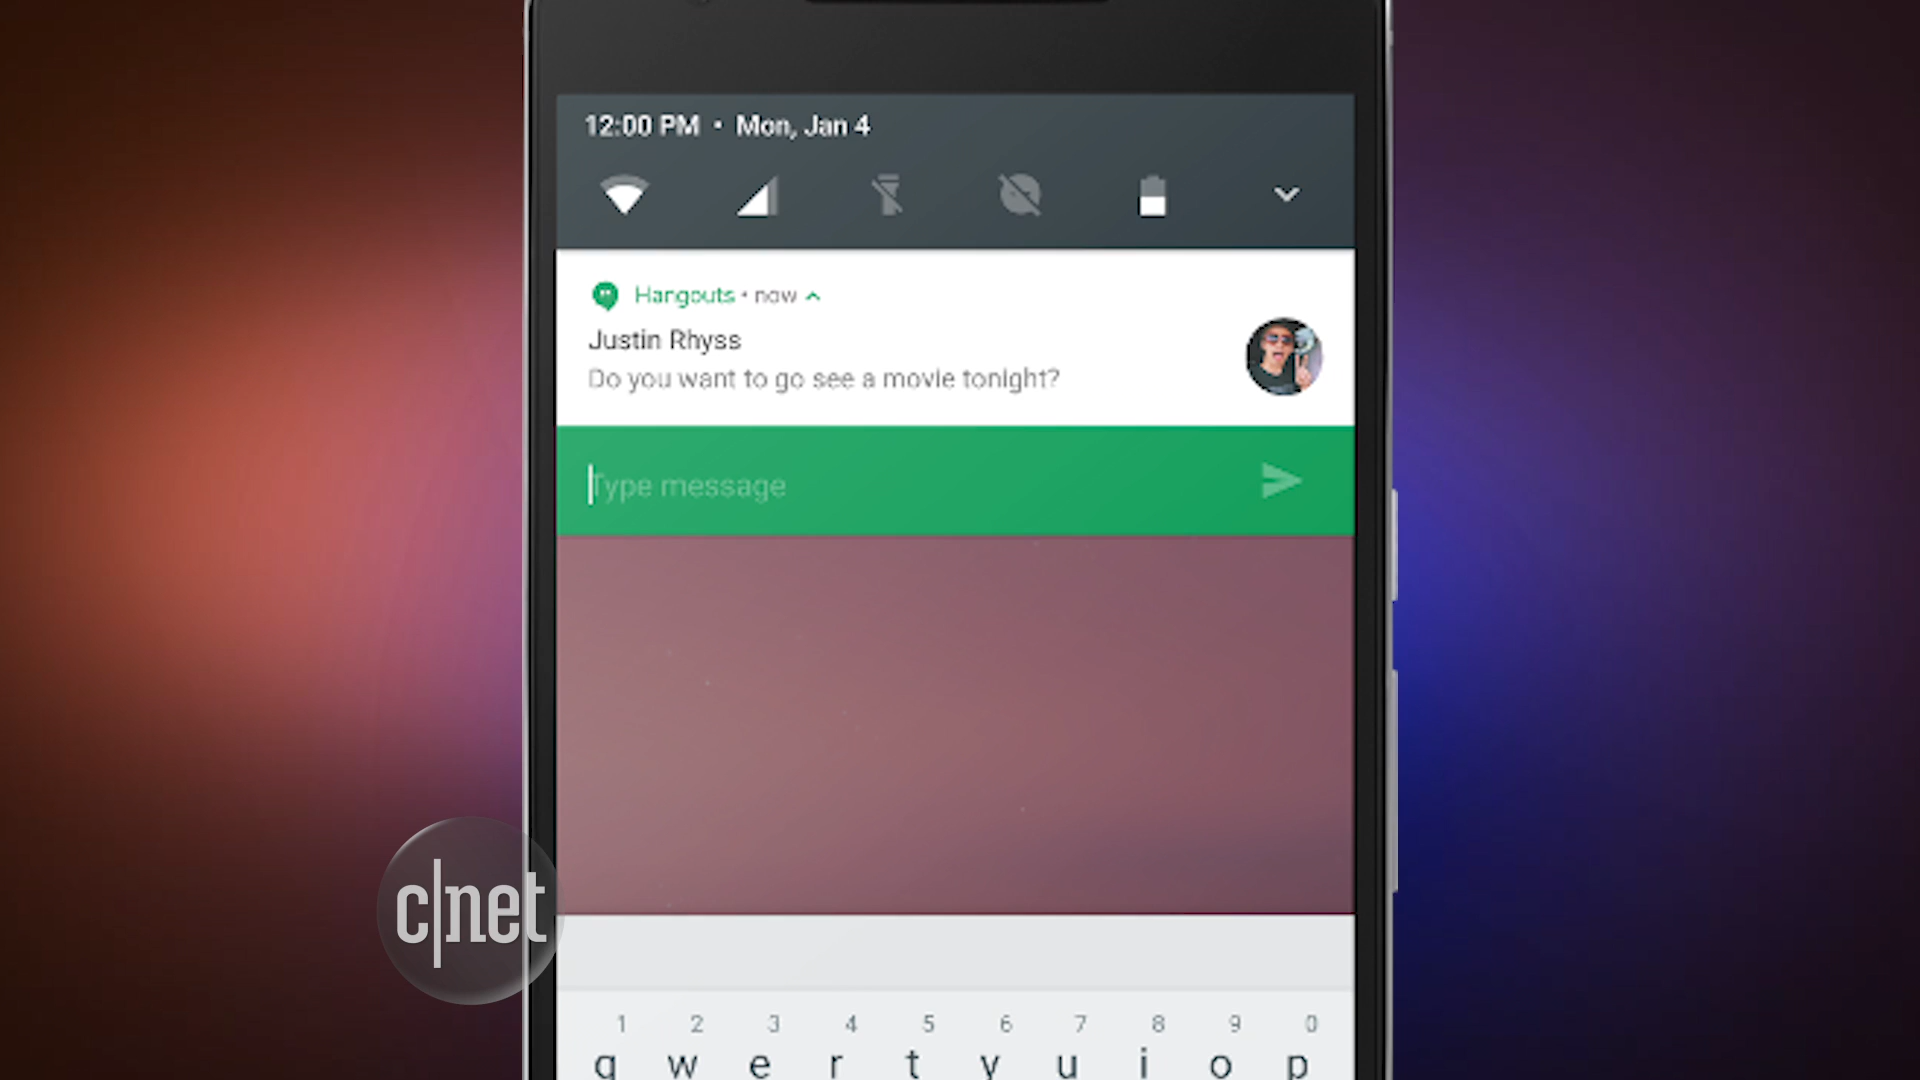 12:00 PM • Mon, Jan 4
Hangouts • now
Justin Rhyss
Do you want to go see a movie tonight?
Type message
c|net
1 2 3 4 5 6 7 8 9 0
q w e r t y u i o p